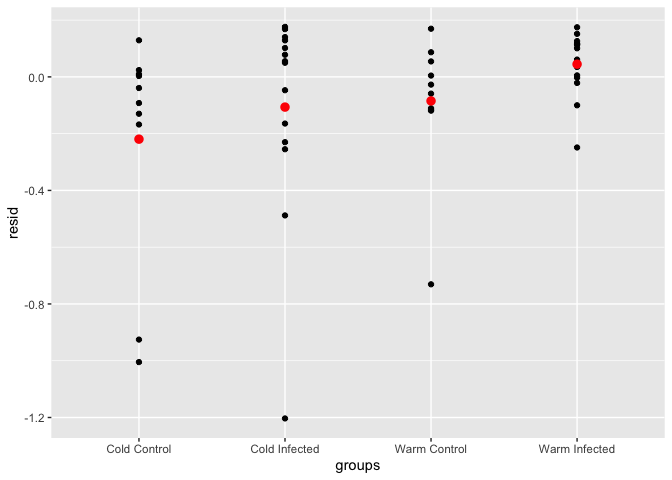 0.0
-0.4
-0.8
-1.2
resid
Cold Control
Cold Infected
Warm Control
Warm Infected
groups